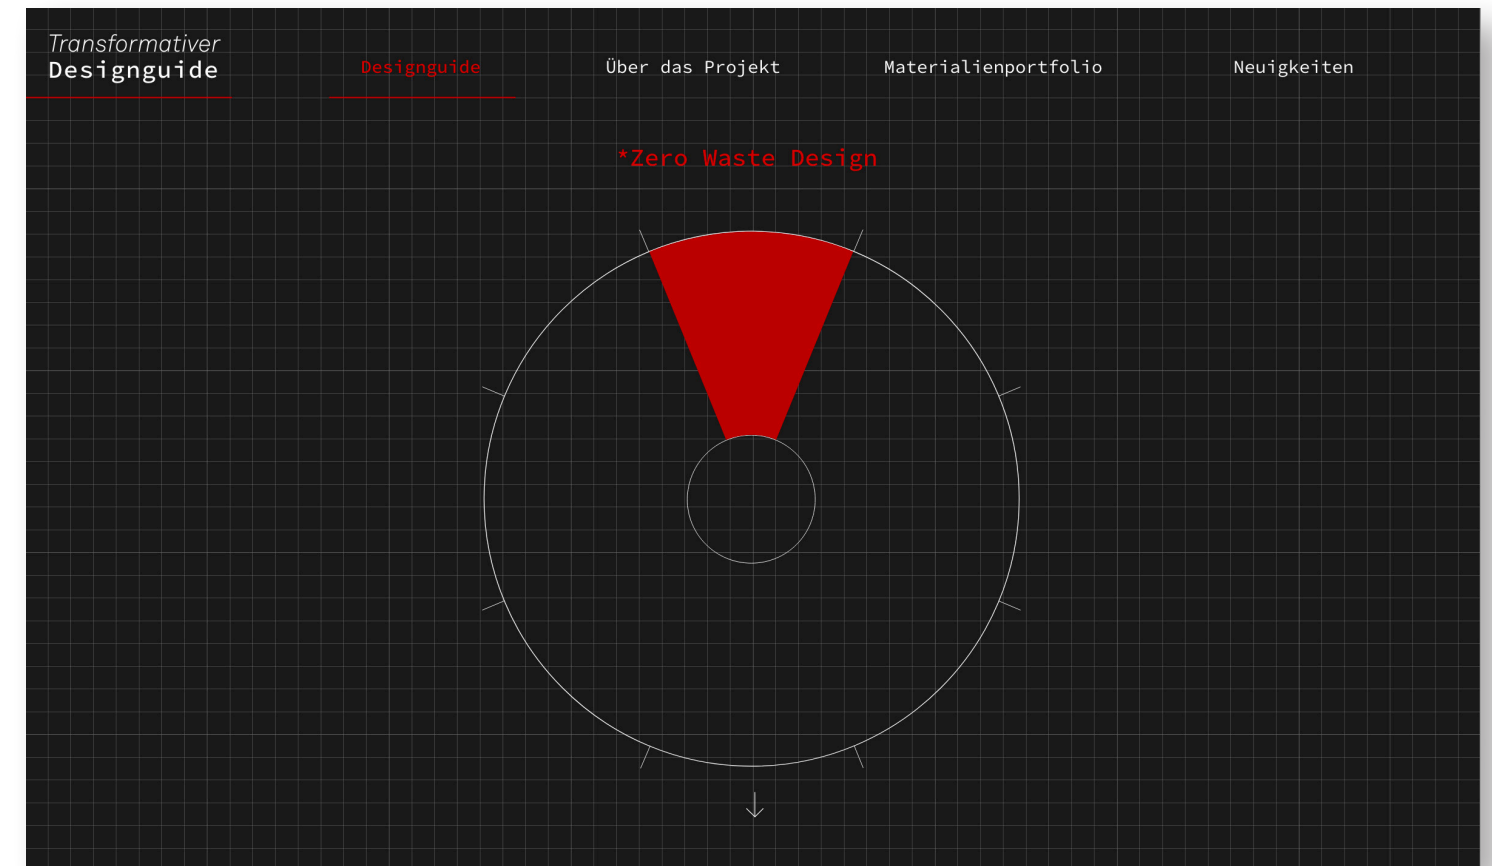 Transformativer
Designguide
Designguide
Über das Projekt
Materialienportfolio
Neuigkeiten
*Zero Waste Design